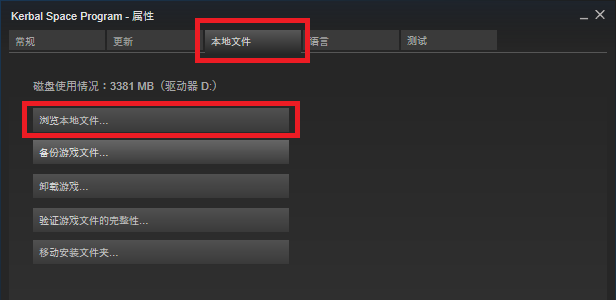 Kerbal Space Program - 属性
常规 更新 本地文件 语言 测试
磁盘使用情况：3381 MB（驱动器 D:）
浏览本地文件...
备份游戏文件...
卸载游戏...
验证游戏文件的完整性...
移动安装文件夹...